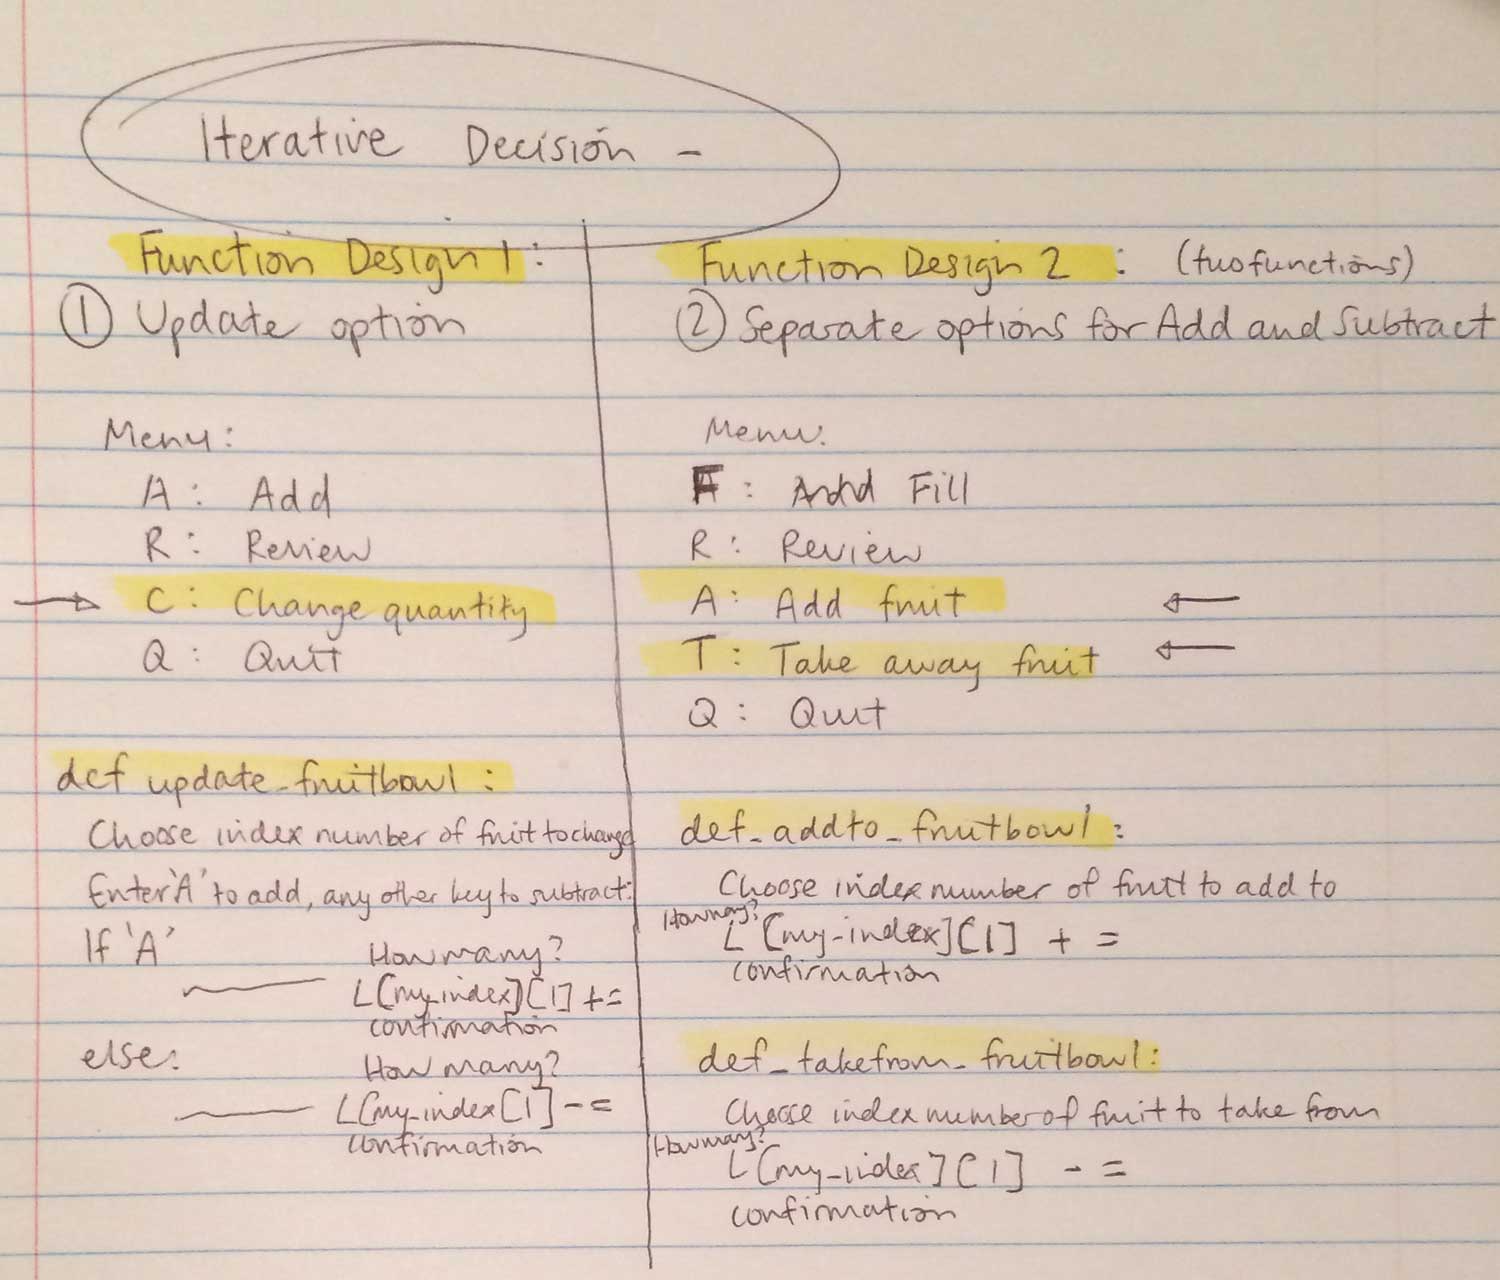 Iterative Decision -
Function Design 1:
① Update option
Menu:
A: Add
R: Review
C: Change quantity
Q: Quit
def update_fruitbowl:
Choose index number of fruit to change
Enter 'A' to add, any other key to subtract:
If 'A'
How many?
L[my_index][1] +=
confirmation
else:
How many?
L[my_index[1] -=
confirmation
Function Design 2: (two functions)
② Separate options for Add and Subtract
Menu:
F: Add Fill
R: Review
A: Add fruit
T: Take away fruit
Q: Quit
def_addto_fruitbowl:
Choose index number of fruit to add to
How many?
L[my_index][1] +=
confirmation
def_takefrom_fruitbowl:
Choose index number of fruit to take from
How many?
L[my_index][1] -=
confirmation